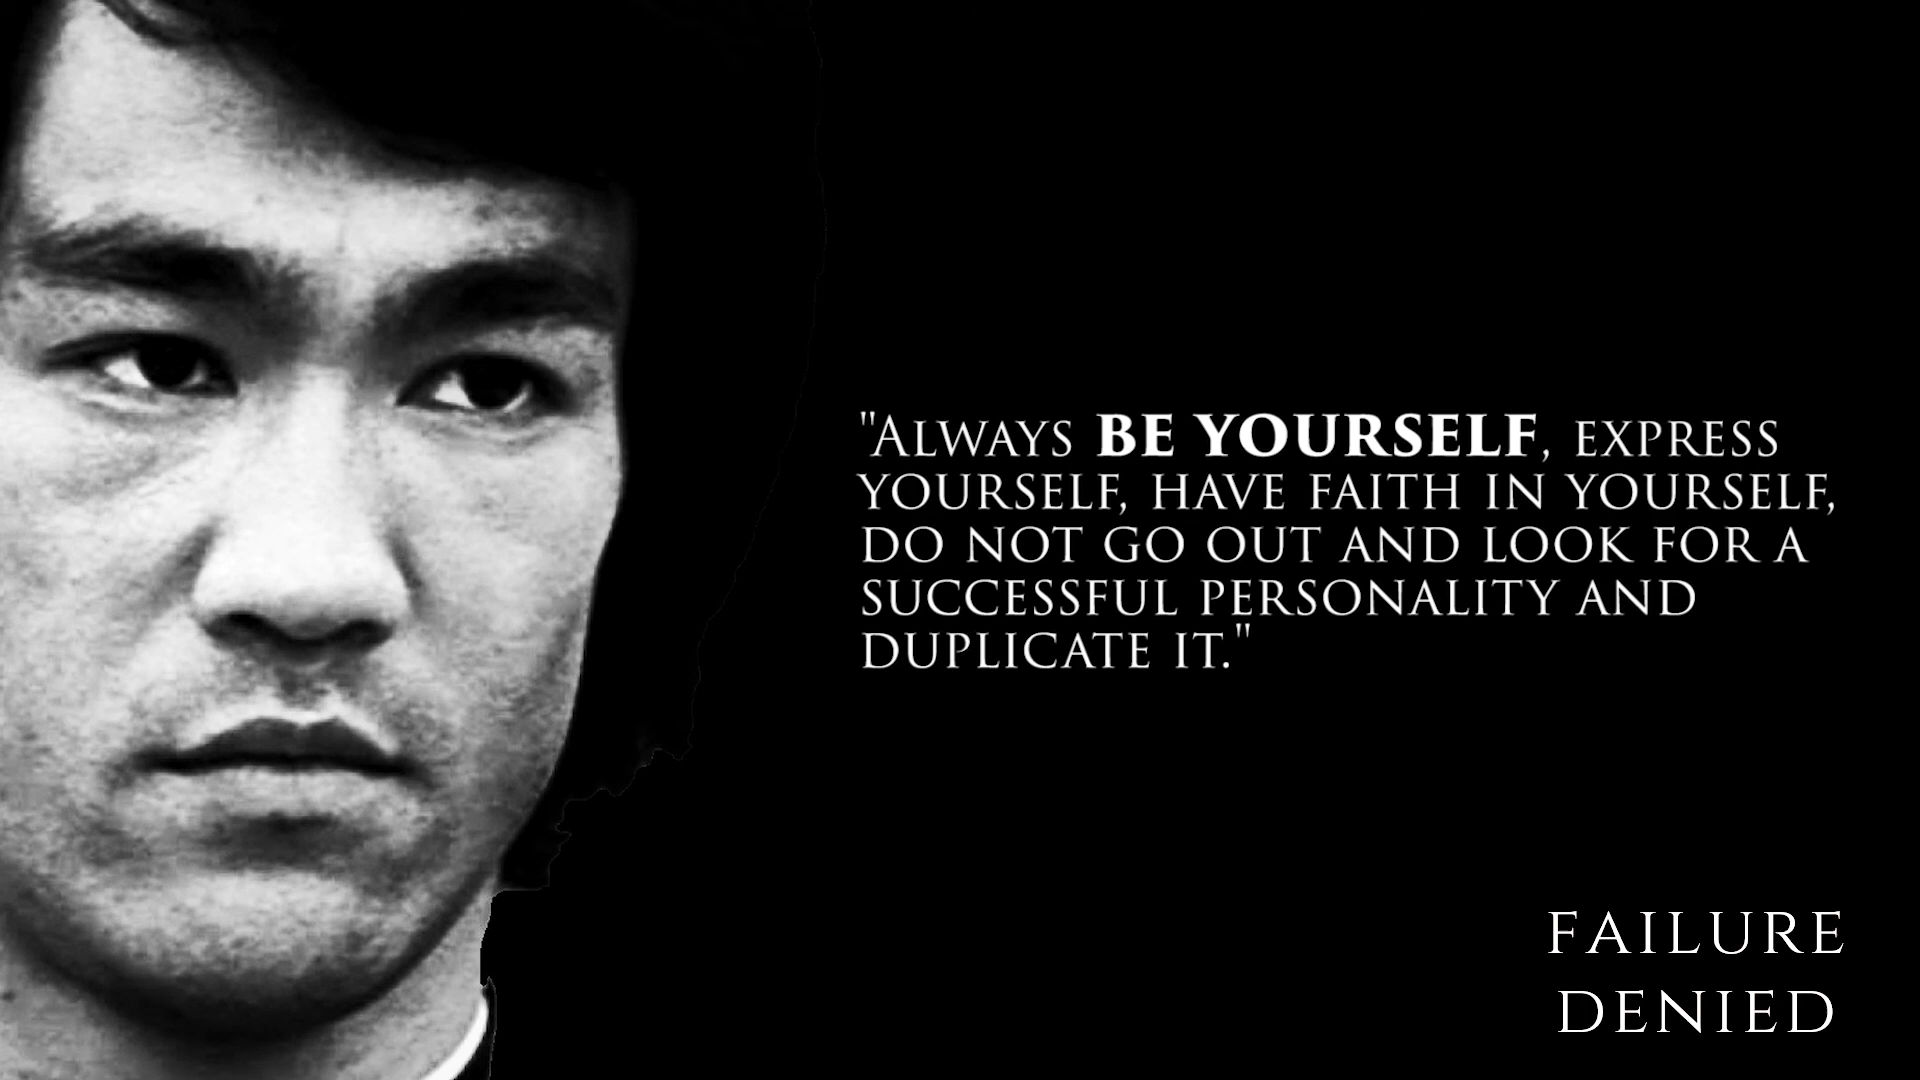 "Always BE YOURSELF, EXPRESS
YOURSELF, HAVE FAITH IN YOURSELF,
DO NOT GO OUT AND LOOK FOR A
SUCCESSFUL PERSONALITY AND
DUPLICATE IT."
FAILURE
DENIED